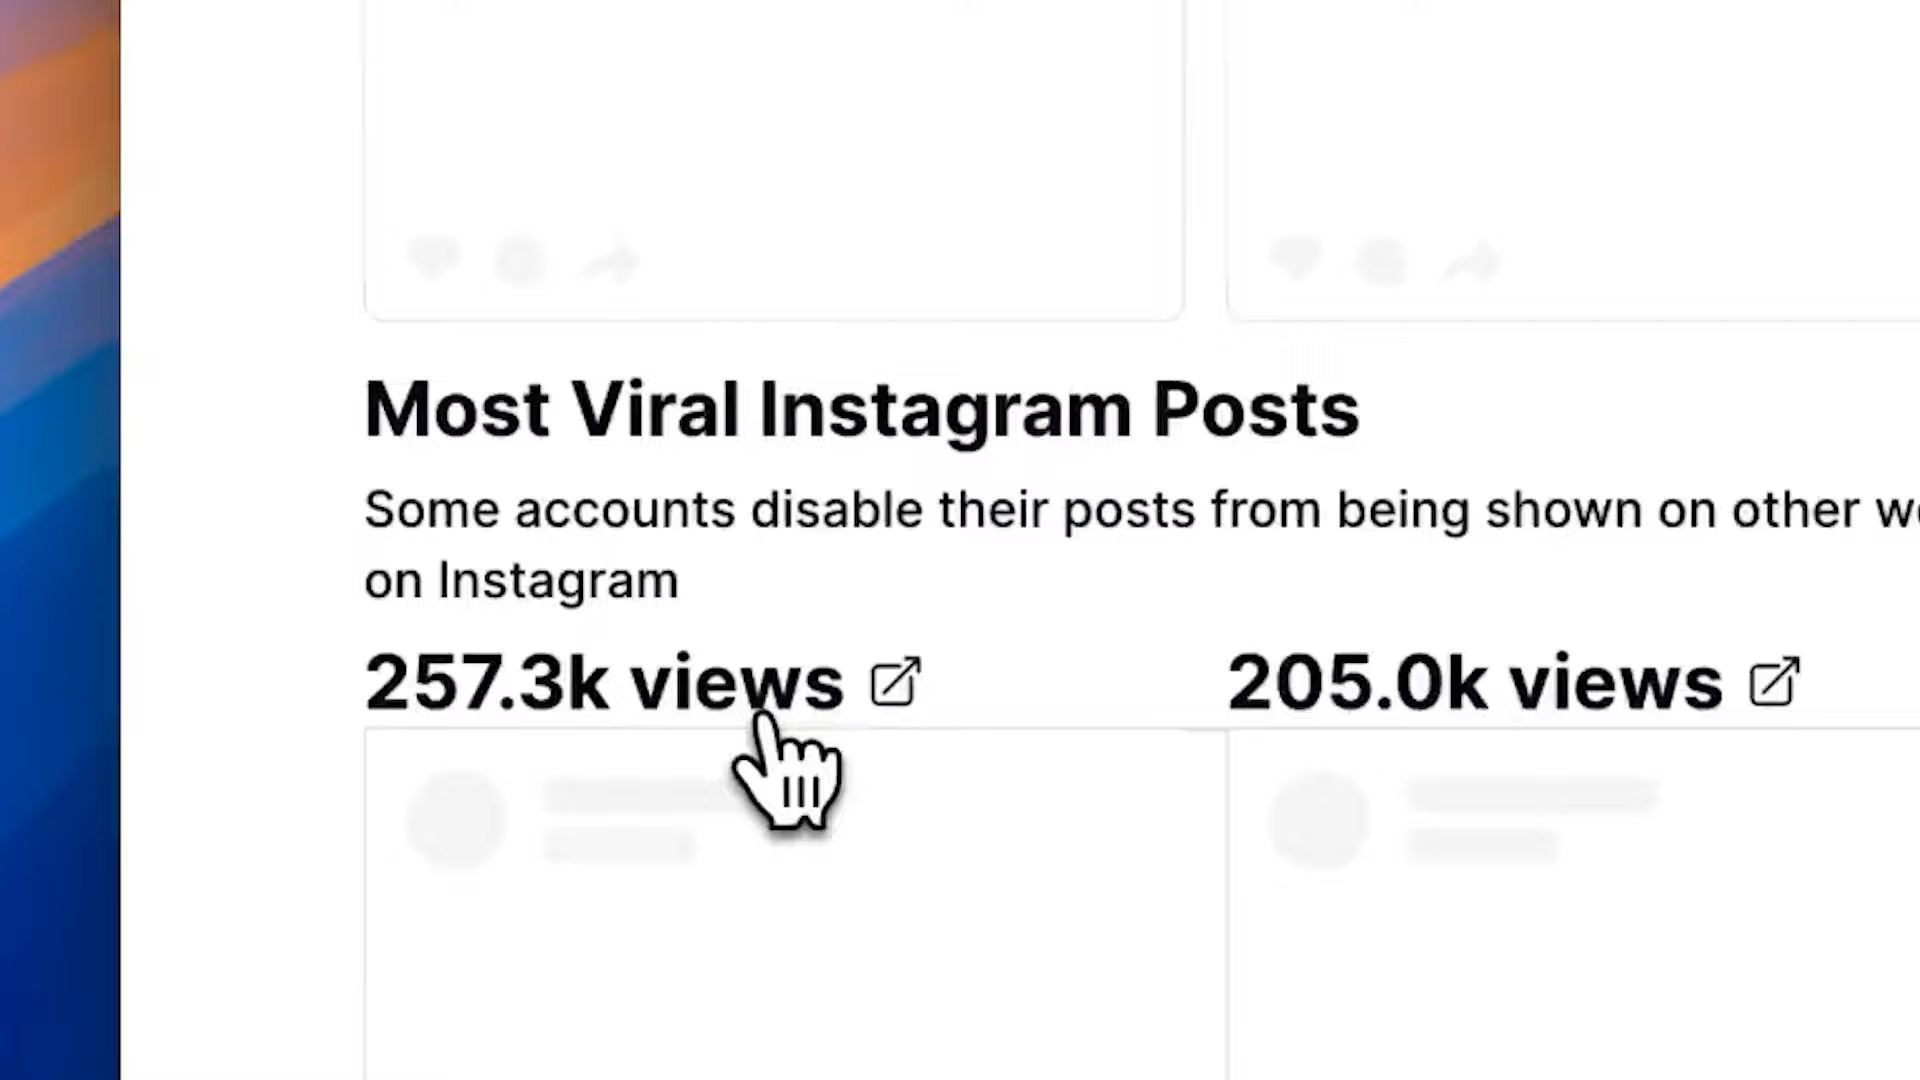 Most Viral Instagram Posts
Some accounts disable their posts from being shown on other
on Instagram
257.3k views
205.0k views